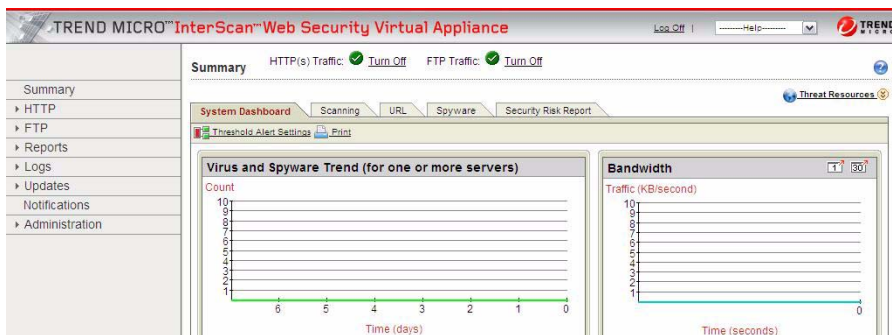 TREND MICRO™ InterScan™ Web Security Virtual Appliance
Log Off | --------Help--------
TREND
MICRO
Summary
HTTP(s) Traffic: Turn Off FTP Traffic: Turn Off
?
Summary
HTTP
FTP
Reports
Logs
Updates
Notifications
Administration
Threat Resources
System Dashboard Scanning URL Spyware Security Risk Report
Threshold Alert Settings Print
Virus and Spyware Trend (for one or more servers)
Count
10
9
8
7
6
5
4
3
2
1
6 5 4 3 2 1 0
Time (days)
Bandwidth 1 30
Traffic (KB/second)
10
9
8
7
6
5
4
3
2
1
0
Time (seconds)